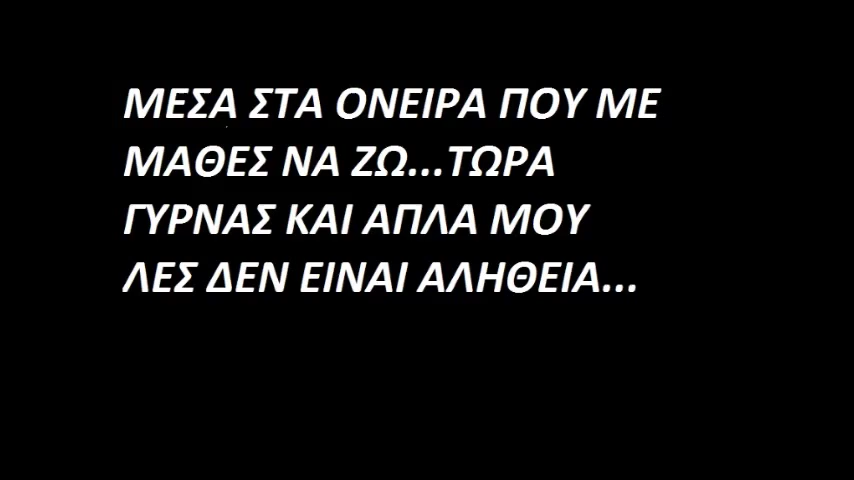 ΜΕΣΑ ΣΤΑ ΟΝΕΙΡΑ ΠΟΥ ΜΕ
ΜΑΘΕΣ ΝΑ ΖΩ...ΤΩΡΑ
ΓΥΡΝΑΣ ΚΑΙ ΑΠΛΑ ΜΟΥ
ΛΕΣ ΔΕΝ ΕΙΝΑΙ ΑΛΗΘΕΙΑ...